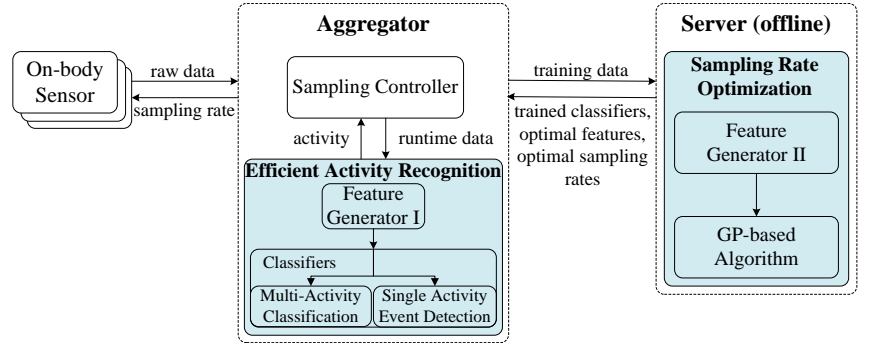 Aggregator
Server (offline)
On-body
Sensor
raw data
sampling rate
Sampling Controller
activity
runtime data
Efficient Activity Recognition
Feature
Generator I
Classifiers
Multi-Activity
Classification
Single Activity
Event Detection
training data
trained classifiers,
optimal features,
optimal sampling
rates
Sampling Rate
Optimization
Feature
Generator II
GP-based
Algorithm